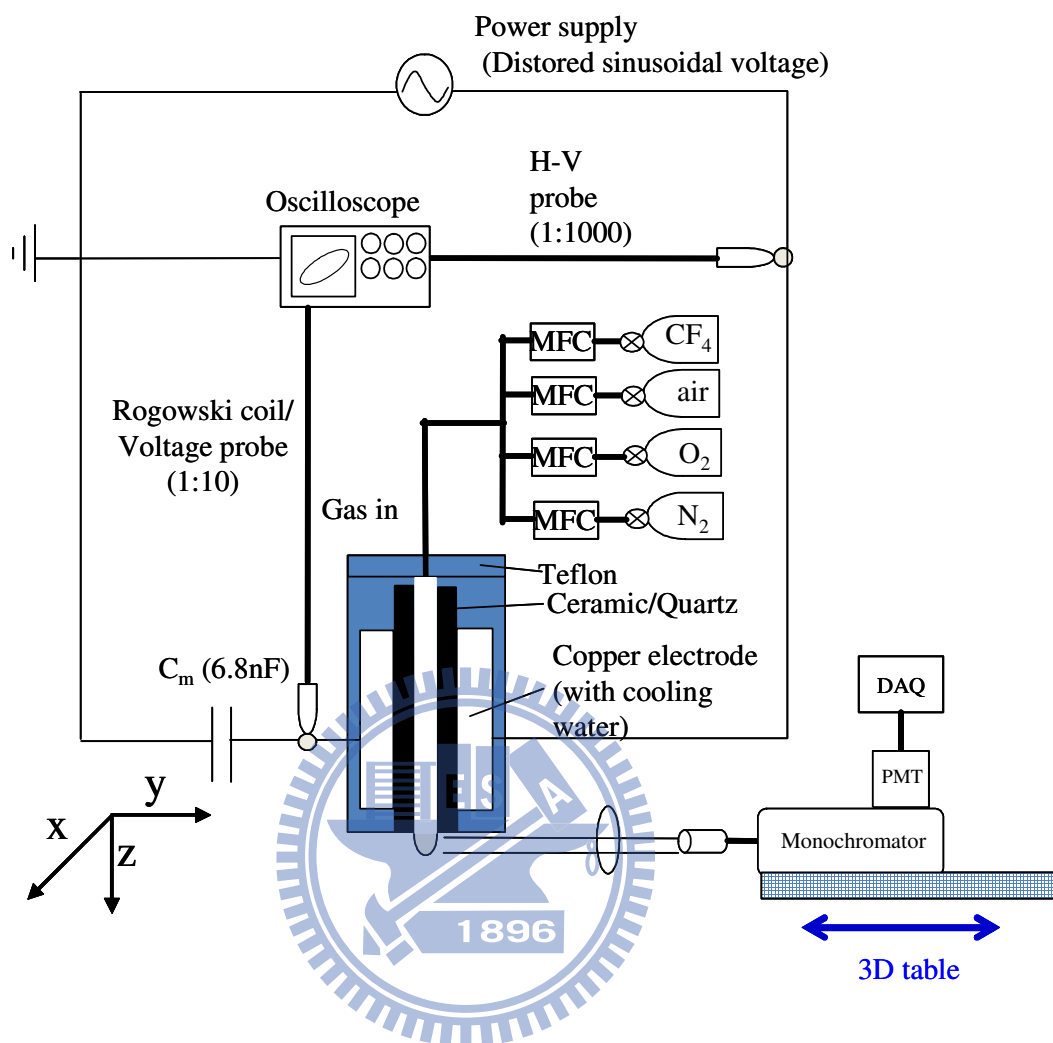 Power supply
(Distored sinusoidal voltage)
H-V
probe
(1:1000)
Oscilloscope
MFC
CF₄
MFC
air
MFC
O₂
MFC
N₂
Rogowski coil/
Voltage probe
(1:10)
Gas in
Teflon
Ceramic/Quartz
Cₘ (6.8nF)
Copper electrode
(with cooling
water)
DAQ
PMT
Monochromator
y
x
z
E S A
1896
3D table